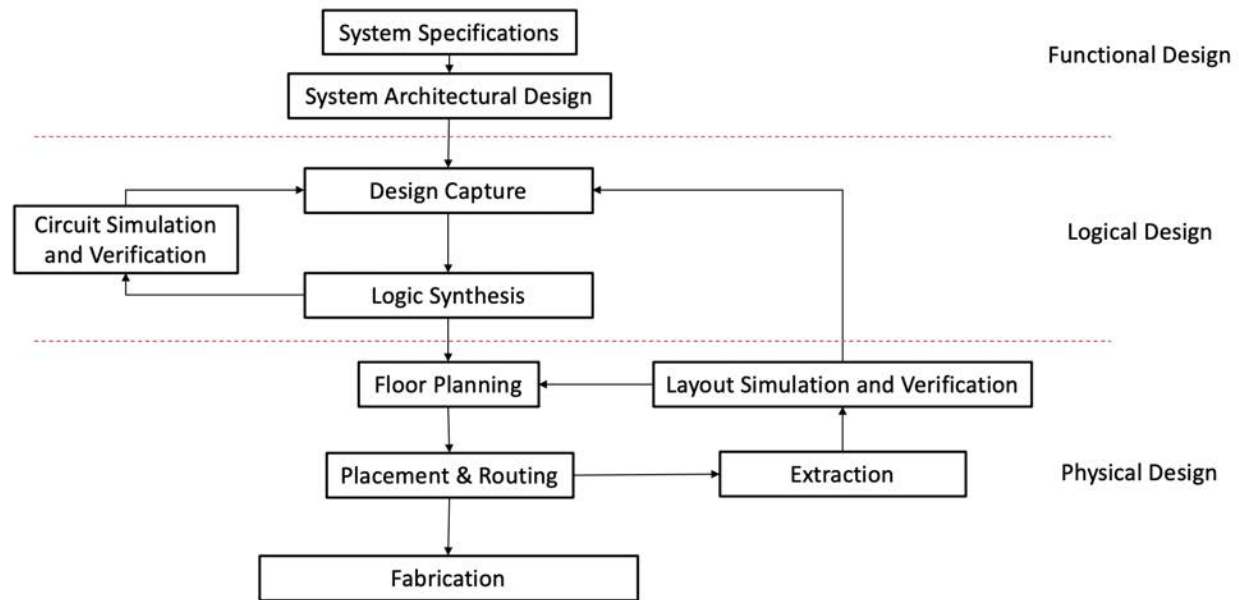 System Specifications
Functional Design
System Architectural Design
Design Capture
Circuit Simulation
and Verification
Logical Design
Logic Synthesis
Floor Planning
Layout Simulation and Verification
Placement & Routing
Extraction
Physical Design
Fabrication